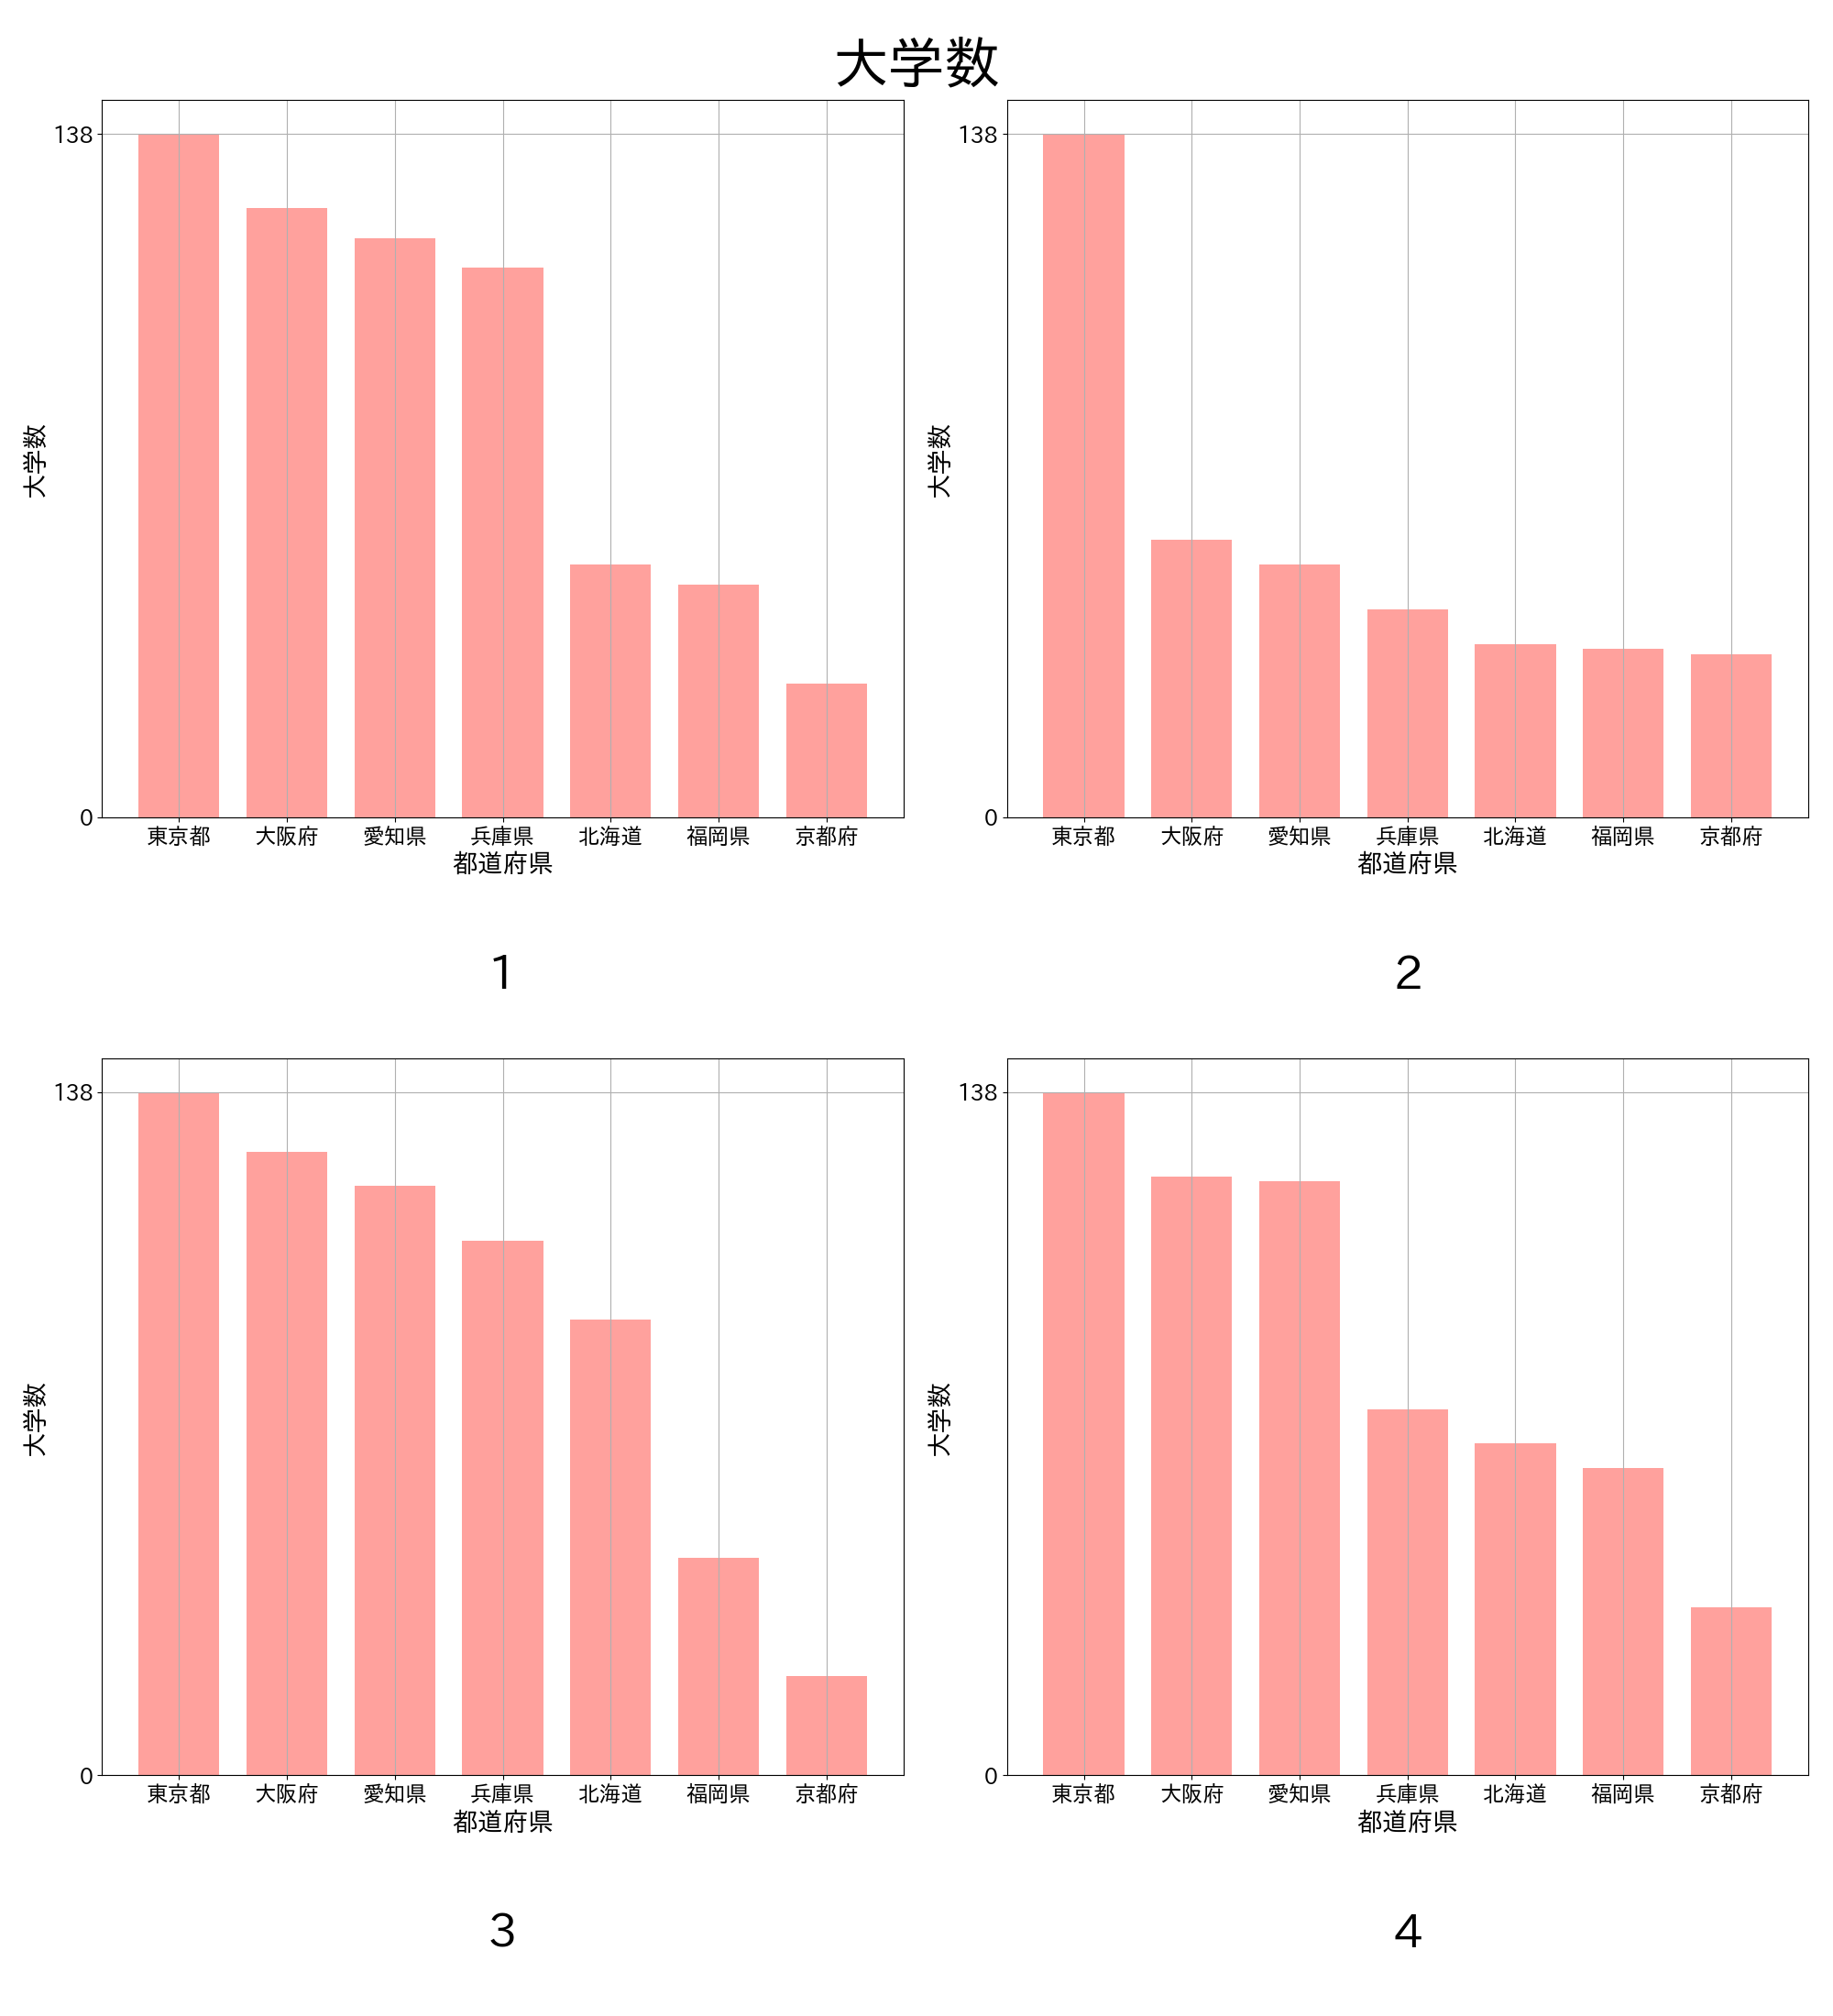 大学数
138
0
大学数
東京都 大阪府 愛知県 兵庫県 北海道 福岡県 京都府
都道府県
1
138
0
大学数
東京都 大阪府 愛知県 兵庫県 北海道 福岡県 京都府
都道府県
2
138
0
大学数
東京都 大阪府 愛知県 兵庫県 北海道 福岡県 京都府
都道府県
3
138
0
大学数
東京都 大阪府 愛知県 兵庫県 北海道 福岡県 京都府
都道府県
4